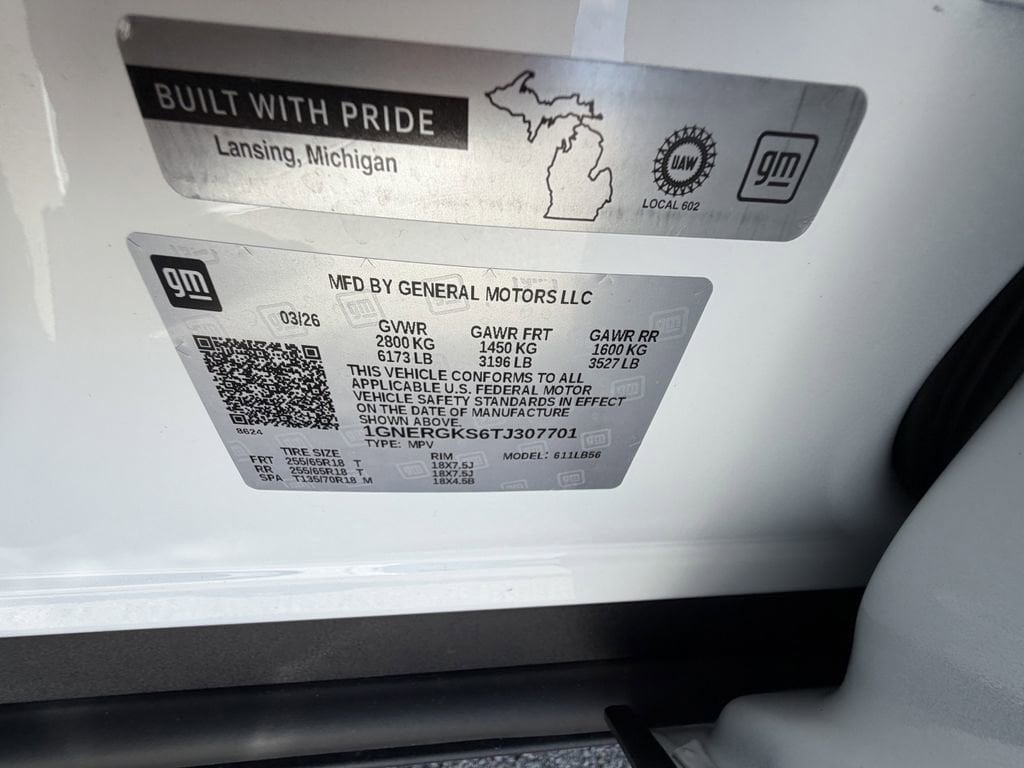 BUILT WITH PRIDE
Lansing, Michigan
UAW
LOCAL 602
gm
gm
MFD BY GENERAL MOTORS LLC
03/26
GVWR GAWR FRT GAWR RR
2800 KG 1450 KG 1600 KG
6173 LB 3196 LB 3527 LB
THIS VEHICLE CONFORMS TO ALL
APPLICABLE U.S. FEDERAL MOTOR
VEHICLE SAFETY STANDARDS IN EFFECT
ON THE DATE OF MANUFACTURE
SHOWN ABOVE.
8624
1GNERGKS6TJ307701
TYPE: MPV MODEL: 611LB56
TIRE SIZE RIM
FRT 255/65R18 T 18X7.5J
RR 255/65R18 T 18X7.5J
SPA T135/70R18 M 18X4.5B